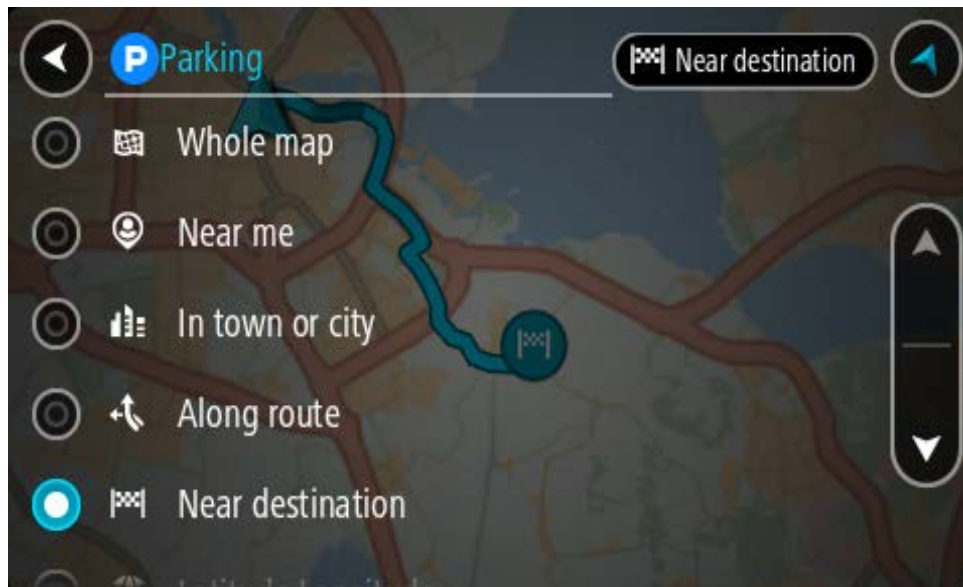 P Parking
Near destination
Whole map
Near me
In town or city
Along route
Near destination